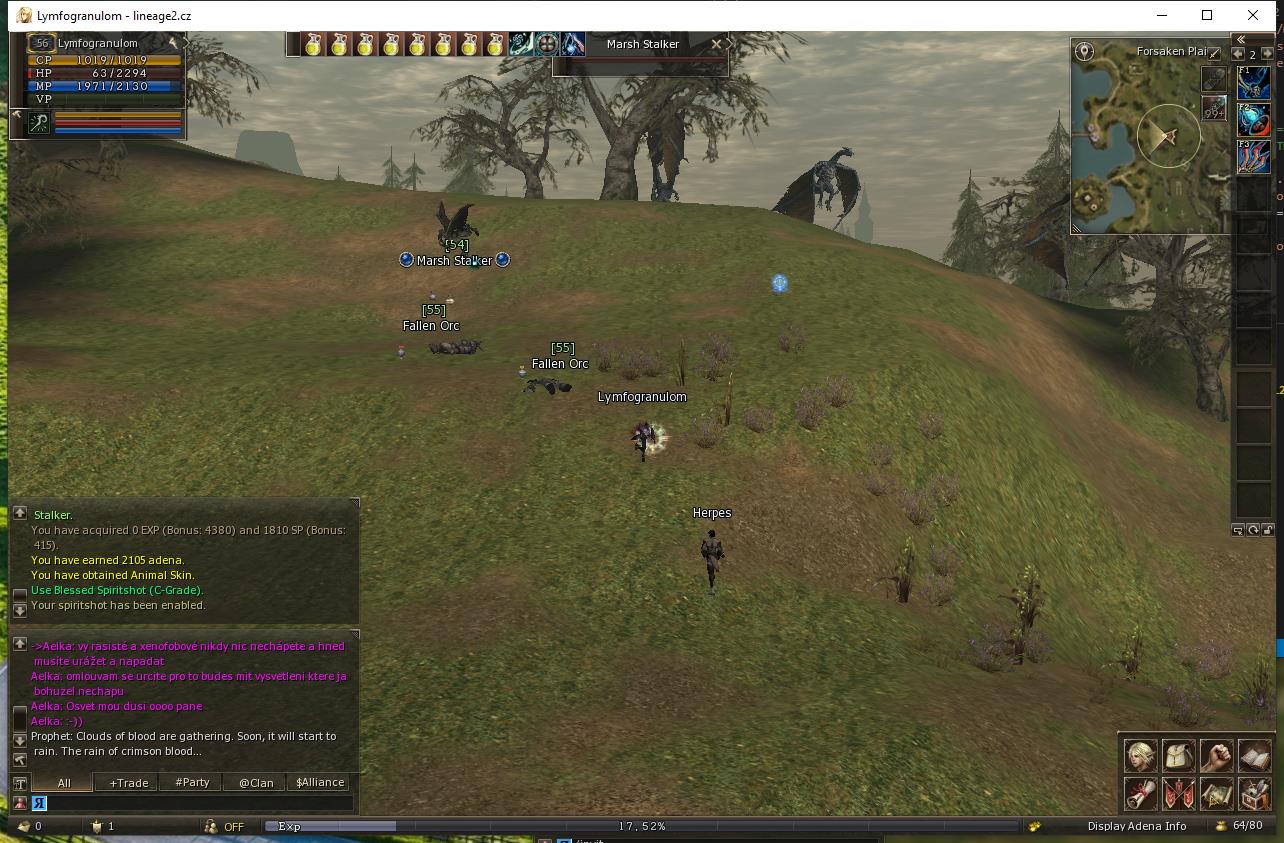 Lymfogranulom - lineage2.cz
56 Lymfogranulom
CP 1019/1019
HP 63/2294
MP 1971/2130
VP
Marsh Stalker
Forsaken Plai
2
99+
F1
F2
F3
[54]
Marsh Stalker
[55]
Fallen Orc
[55]
Fallen Orc
Lymfogranulom
Herpes
Stalker.
You have acquired 0 EXP (Bonus: 4380) and 1810 SP (Bonus:
415).
You have earned 2105 adena.
You have obtained Animal Skin.
Use Blessed Spiritshot (C-Grade).
Your spiritshot has been enabled.
->Aelka: vy rasisté a xenofobové nikdy nic nechápete a hned
musíte urážet a napadat
Aelka: omlouvam se urcite pro to budes mit vysvetleni ktere ja
bohuzel nechapu
Aelka: Osvet mou dusi oooo pane
Aelka: :-))
Prophet: Clouds of blood are gathering. Soon, it will start to
rain. The rain of crimson blood...
All +Trade #Party @Clan $Alliance
0 1 OFF Exp 17,52% Display Adena Info 64/80